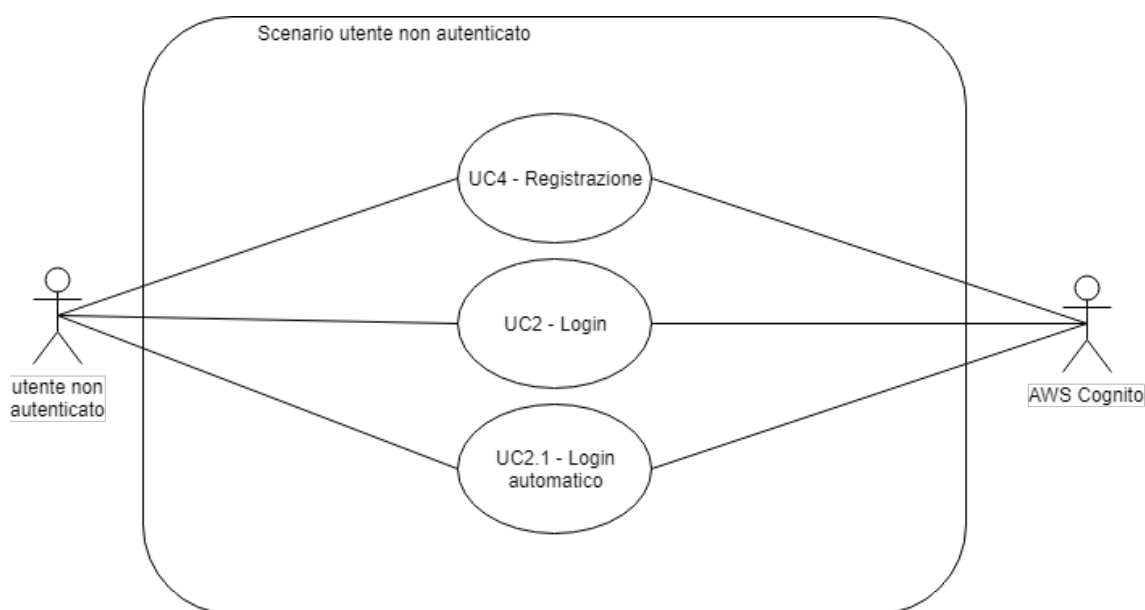 Scenario utente non autenticato
UC4 - Registrazione
UC2 - Login
utente non
autenticato
AWS Cognito
UC2.1 - Login
automatico